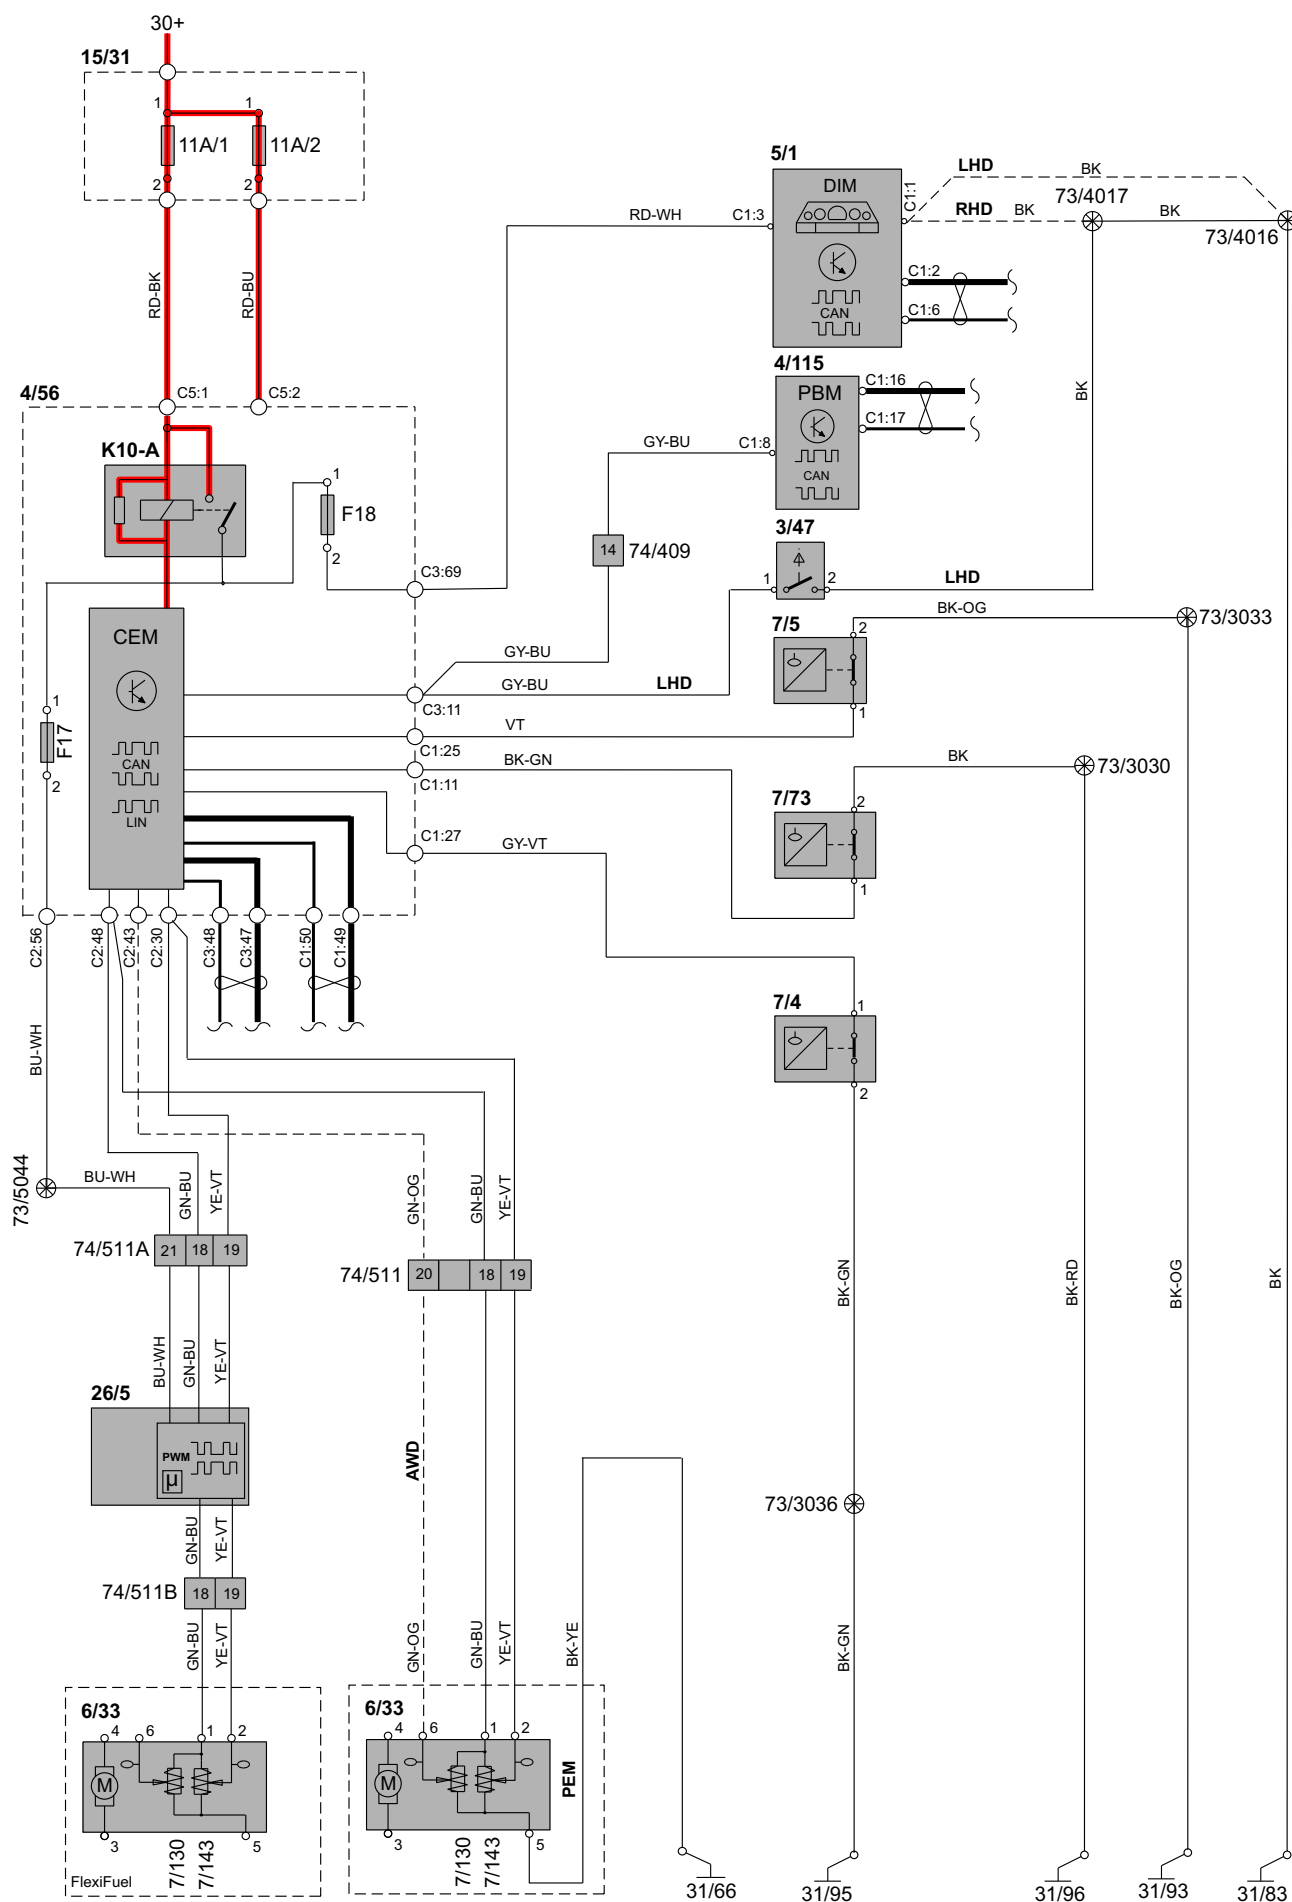 30+
15/31
1
1
11A/1
11A/2
2
2
RD-BK
RD-BU
5/1
DIM
CAN
C1:3
RD-WH
C1:1
LHD
BK
RHD
BK
73/4017
BK
73/4016
C1:2
C1:6
4/115
PBM
CAN
C1:16
C1:17
C1:8
GY-BU
BK
4/56
C5:1
C5:2
K10-A
1
F18
2
14
74/409
3/47
1
2
LHD
C3:69
CEM
CAN
LIN
GY-BU
GY-BU
LHD
C3:11
VT
C1:25
BK-GN
C1:11
C1:27
GY-VT
1
F17
2
7/5
2
1
BK-OG
73/3033
7/73
2
1
BK
73/3030
7/4
1
2
C2:56
C2:48
C2:43
C2:30
C3:48
C3:47
C1:50
C1:49
BU-WH
73/5044
BU-WH
GN-BU
YE-VT
GN-OG
GN-BU
YE-VT
74/511A
21
18
19
74/511
20
18
19
BK-GN
BK-RD
BK-OG
BK
BU-WH
GN-BU
YE-VT
26/5
PWM
µ
AWD
73/3036
GN-BU
YE-VT
74/511B
18
19
GN-BU
YE-VT
GN-OG
GN-BU
YE-VT
BK-YE
BK-GN
6/33
4
6
1
2
M
3
5
7/130
7/143
FlexiFuel
6/33
4
6
1
2
M
PEM
3
5
7/130
7/143
31/66
31/95
31/96
31/93
31/83